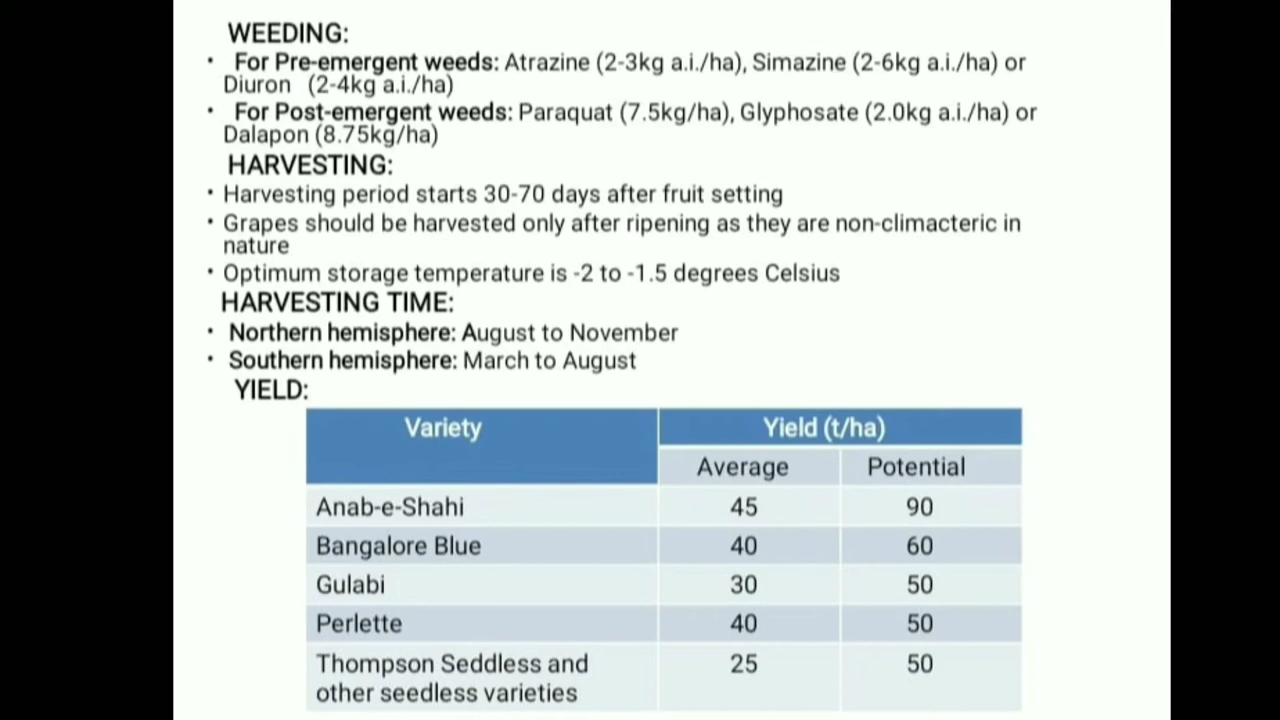 WEEDING:
• For Pre-emergent weeds: Atrazine (2-3kg a.i./ha), Simazine (2-6kg a.i./ha) or
Diuron (2-4kg a.i./ha)
• For Post-emergent weeds: Paraquat (7.5kg/ha), Glyphosate (2.0kg a.i./ha) or
Dalapon (8.75kg/ha)
HARVESTING:
• Harvesting period starts 30-70 days after fruit setting
• Grapes should be harvested only after ripening as they are non-climacteric in
nature
• Optimum storage temperature is -2 to -1.5 degrees Celsius
HARVESTING TIME:
• Northern hemisphere: August to November
• Southern hemisphere: March to August
YIELD:
Variety Yield (t/ha)
Average Potential
Anab-e-Shahi 45 90
Bangalore Blue 40 60
Gulabi 30 50
Perlette 40 50
Thompson Seddless and 25 50
other seedless varieties